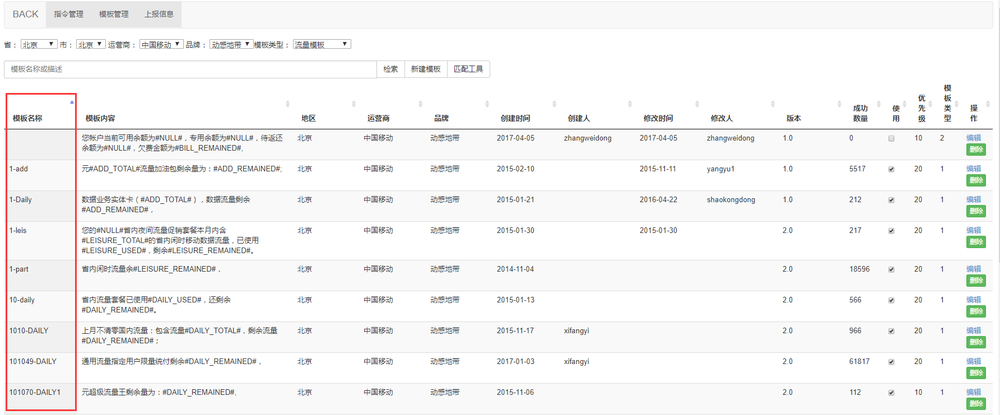 BACK 指令管理 模板管理 上报信息
省： 北京 市： 北京 运营商： 中国移动 品牌： 动感地带 模板类型： 流量模板
模板名称或描述 检索 新建模板 匹配工具
模板名称 模板内容 地区 运营商 品牌 创建时间 创建人 修改时间 修改人 版本 成功数量 使用 优先级 模板类型 操作
您帐户当前可用余额为#NULL#，专用余额为#NULL#，待返还 北京 中国移动 动感地带 2017-04-05 zhangweidong 2017-04-05 zhangweidong 1.0 0 10 2 编辑
余额为#NULL#，欠费金额为#BILL_REMAINED#, 删除
1-add 元#ADD_TOTAL#流量加油包剩余量为：#ADD_REMAINED#; 北京 中国移动 动感地带 2015-02-10 2015-11-11 yangyu1 1.0 5517 20 1 编辑
删除
1-Daily 数据业务实体卡（#ADD_TOTAL#），数据流量剩余 北京 中国移动 动感地带 2015-01-21 2016-04-22 shaokongdong 1.0 212 20 1 编辑
#ADD_REMAINED#， 删除
1-leis 您的#NULL#省内夜间流量促销套餐本月内含 北京 中国移动 动感地带 2015-01-30 2015-01-30 2.0 217 20 1 编辑
#LEISURE_TOTAL#的省内闲时移动数据流量，已使用 删除
#LEISURE_USED#，剩余#LEISURE_REMAINED#。
1-part 省内闲时流量余#LEISURE_REMAINED#， 北京 中国移动 动感地带 2014-11-04 2.0 18596 20 1 编辑
删除
10-daily 省内流量套餐已使用#DAILY_USED#，还剩余 北京 中国移动 动感地带 2015-01-13 2.0 566 20 1 编辑
#DAILY_REMAINED#。 删除
1010-DAILY 上月不清零国内流量：包含流量#DAILY_TOTAL#，剩余流量 北京 中国移动 动感地带 2015-11-17 xifangyi 2.0 966 20 1 编辑
#DAILY_REMAINED#； 删除
101049-DAILY 通用流量指定用户限量统付剩余#DAILY_REMAINED#， 北京 中国移动 动感地带 2017-01-03 xifangyi 2.0 61817 20 1 编辑
删除
101070-DAILY1 元超级流量王剩余量为：#DAILY_REMAINED#, 北京 中国移动 动感地带 2015-11-06 2.0 112 10 1 编辑
删除